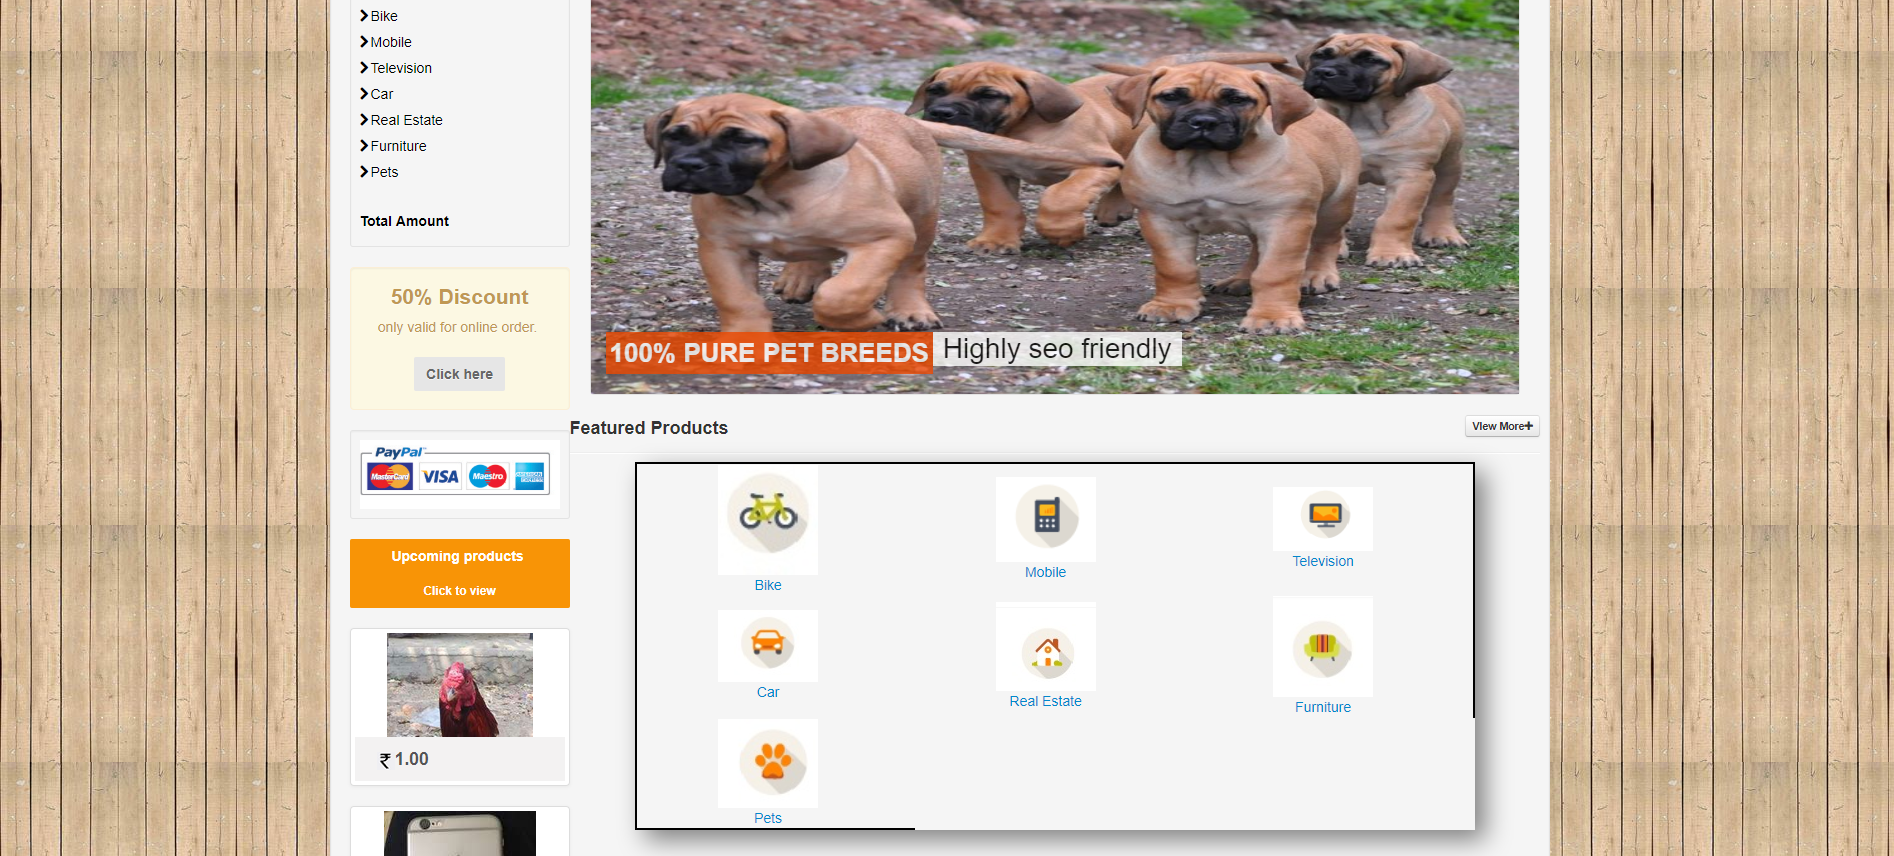 Bike
Mobile
Television
Car
Real Estate
Furniture
Pets
Total Amount
50% Discount
only valid for online order.
Click here
PayPal
MasterCard VISA Maestro
Upcoming products
Click to view
₹ 1.00
100% PURE PET BREEDS Highly seo friendly
Featured Products
VIew More+
Bike
Mobile
Television
Car
Real Estate
Furniture
Pets